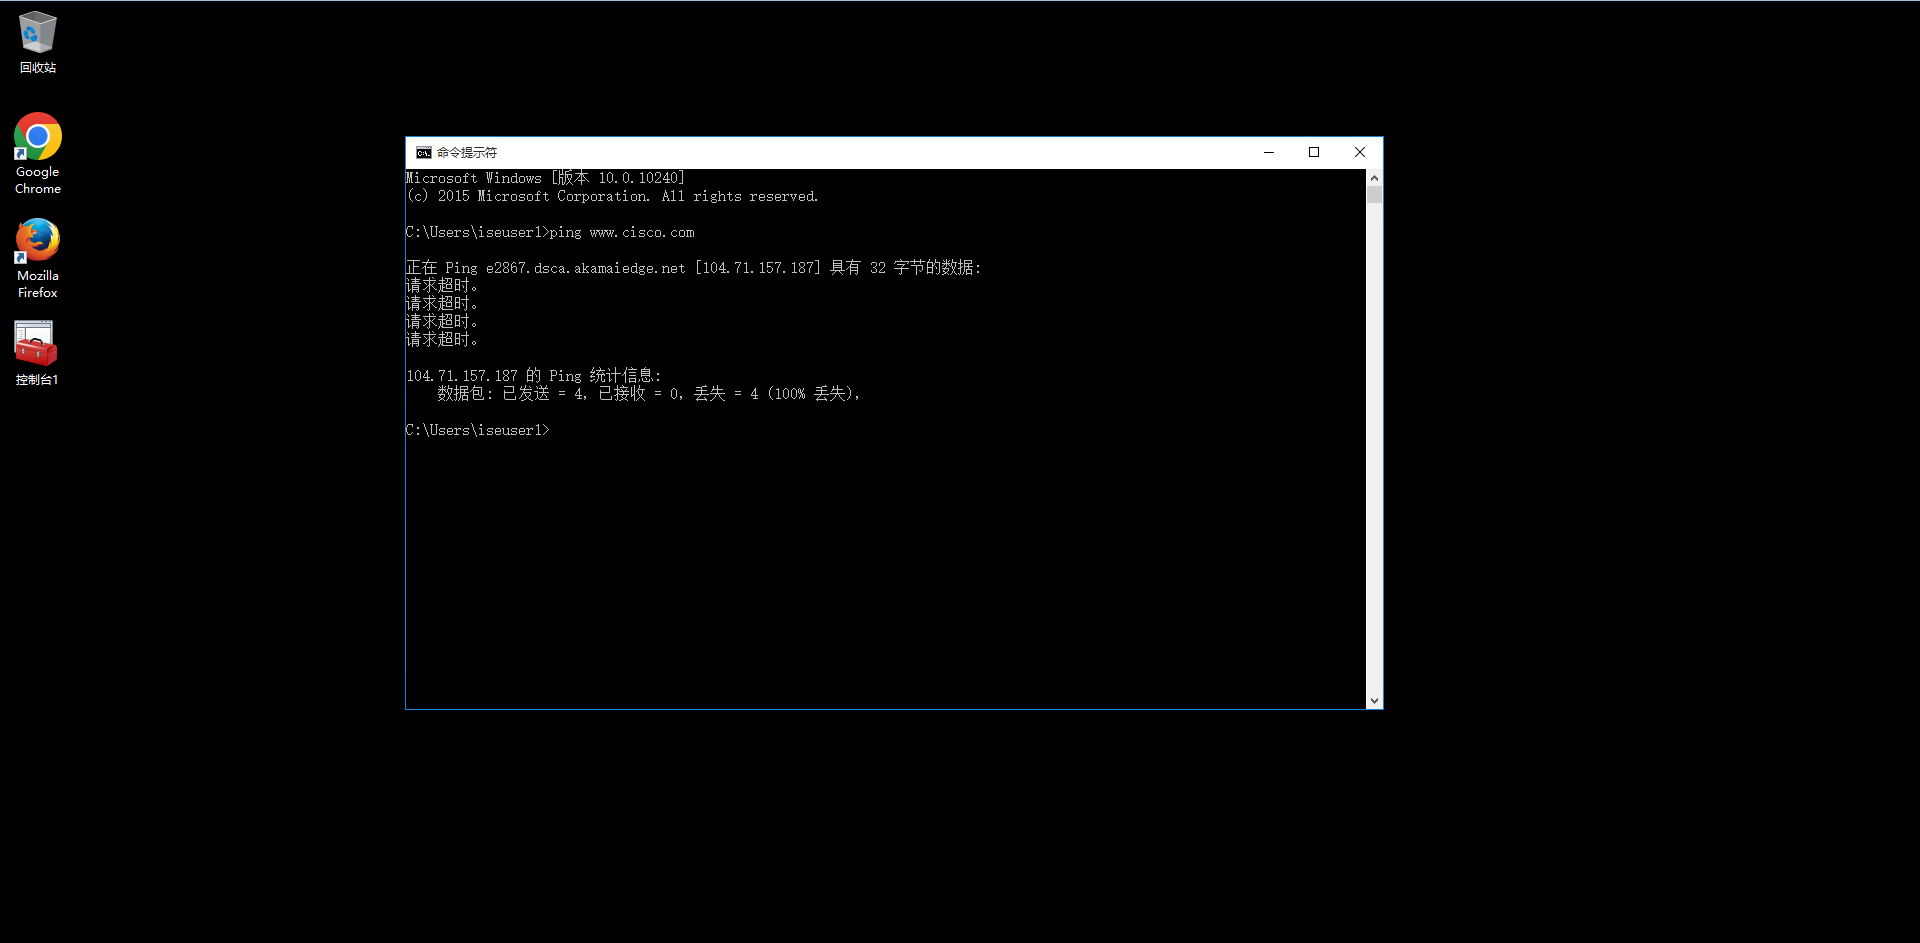 回收站
Google
Chrome
Mozilla
Firefox
控制台1
命令提示符
Microsoft Windows [版本 10.0.10240]
(c) 2015 Microsoft Corporation. All rights reserved.
C:\Users\iseuser1>ping www.cisco.com
正在 Ping e2867.dsca.akamaiedge.net [104.71.157.187] 具有 32 字节的数据:
请求超时。
请求超时。
请求超时。
请求超时。
104.71.157.187 的 Ping 统计信息:
数据包: 已发送 = 4, 已接收 = 0, 丢失 = 4 (100% 丢失),
C:\Users\iseuser1>